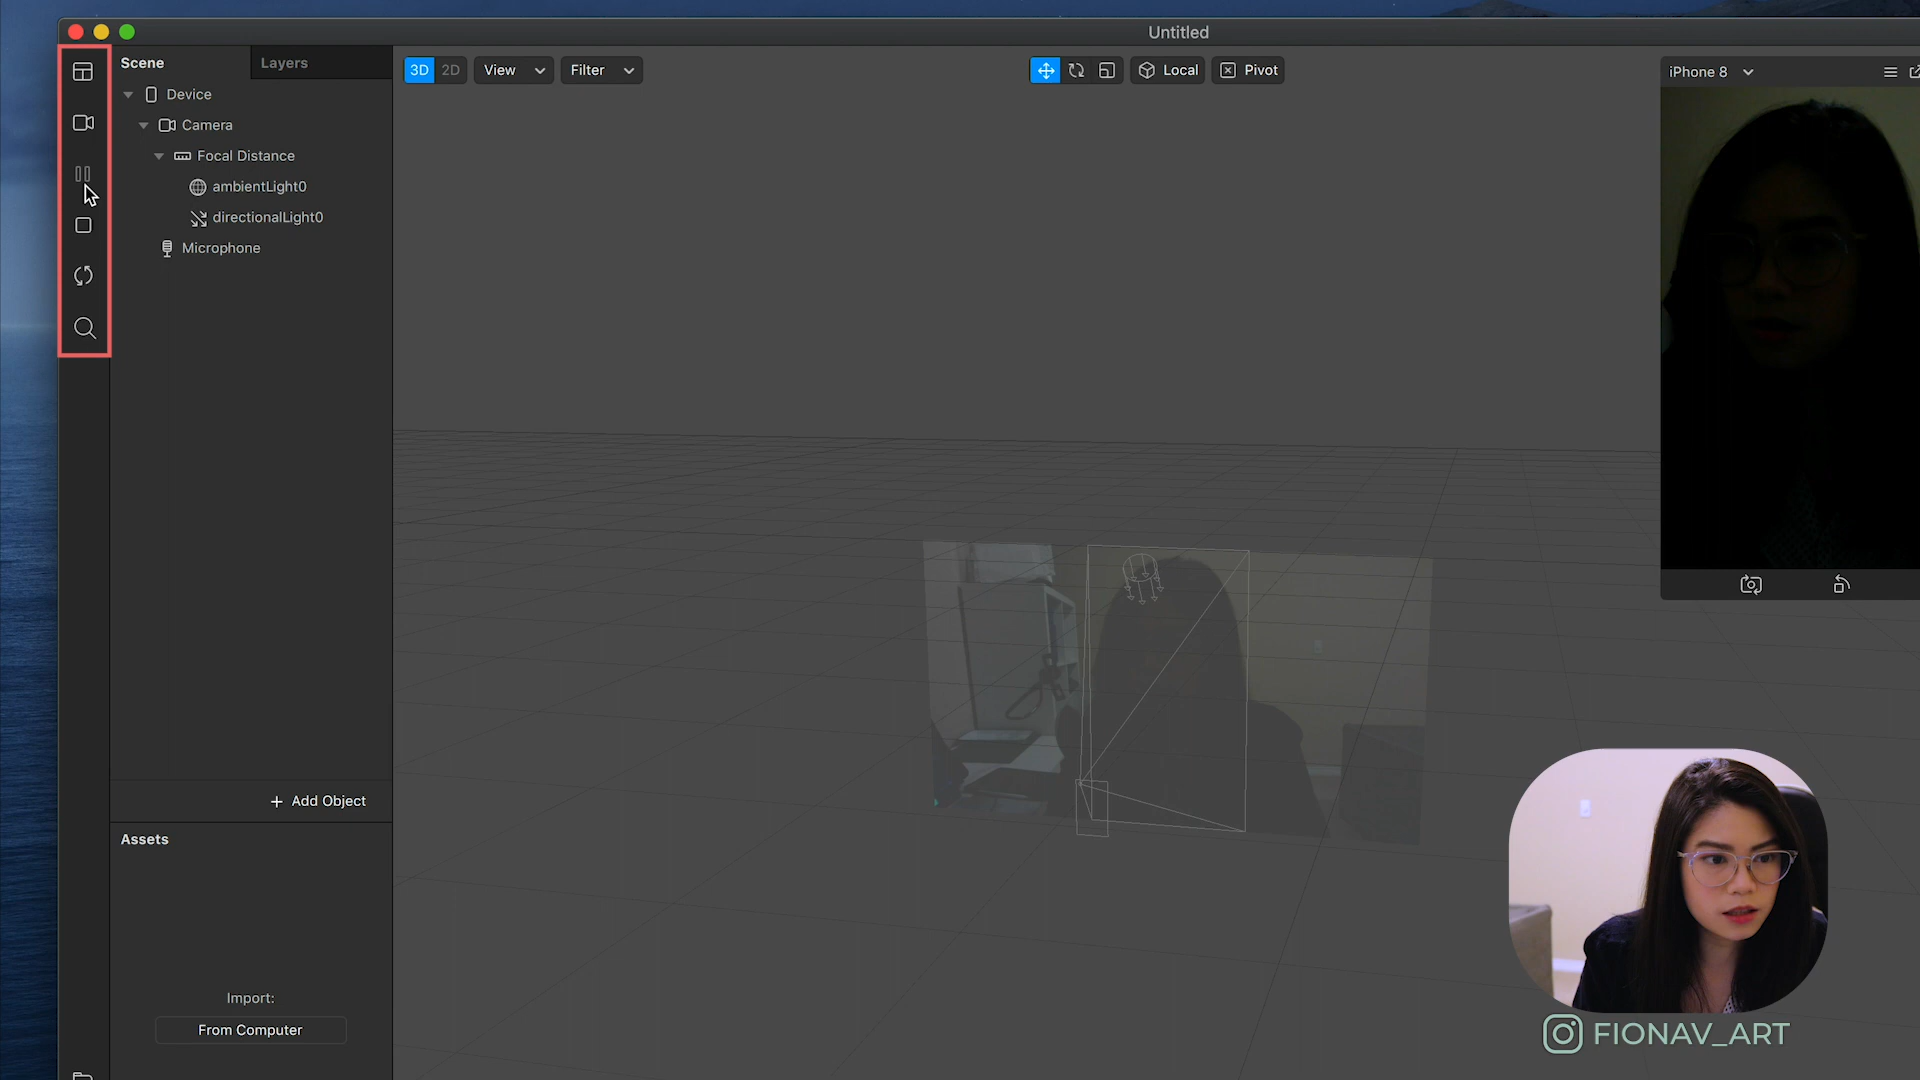 Untitled
Scene
Layers
Device
Camera
Focal Distance
ambientLight0
directionalLight0
Microphone
3D
2D
View
Filter
Local
Pivot
iPhone 8
+ Add Object
Assets
Import:
From Computer
FIONAV_ART